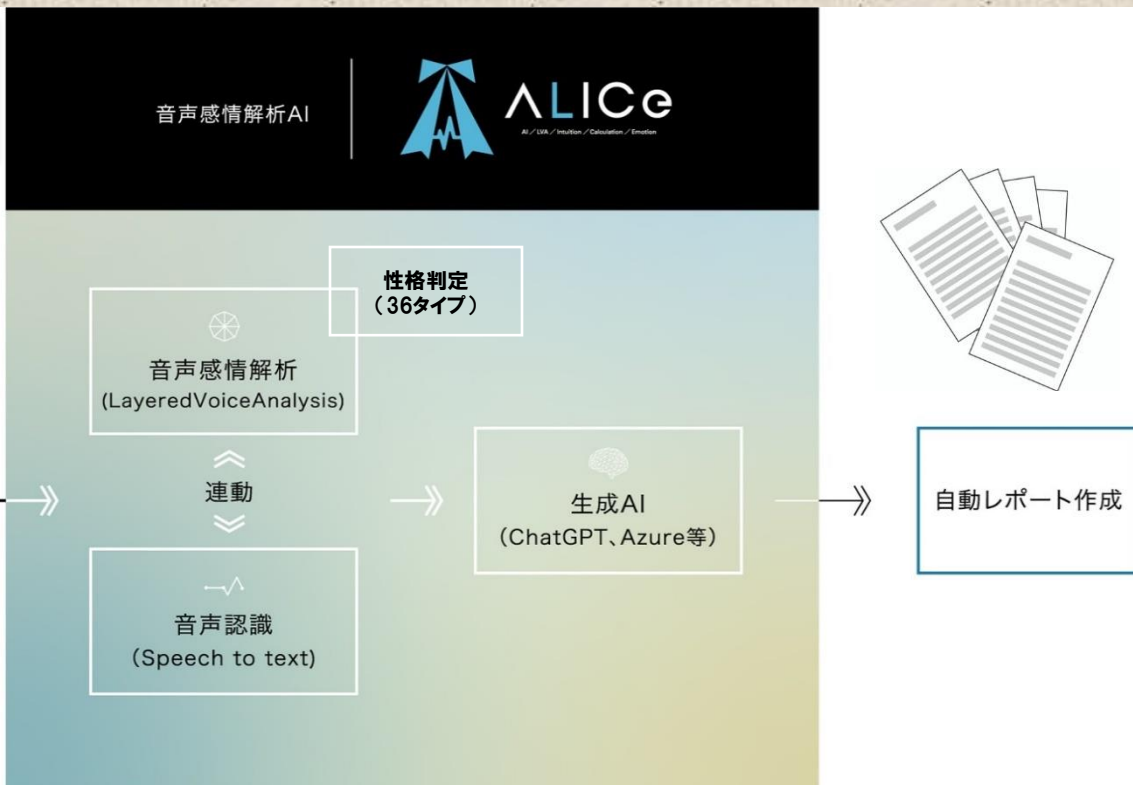 音声感情解析AI
ALICe
AI／LVA／Intuition／Calculation／Emotion
性格判定
（36タイプ）
音声感情解析
(LayeredVoiceAnalysis)
連動
音声認識
（Speech to text)
生成AI
（ChatGPT、Azure等）
自動レポート作成